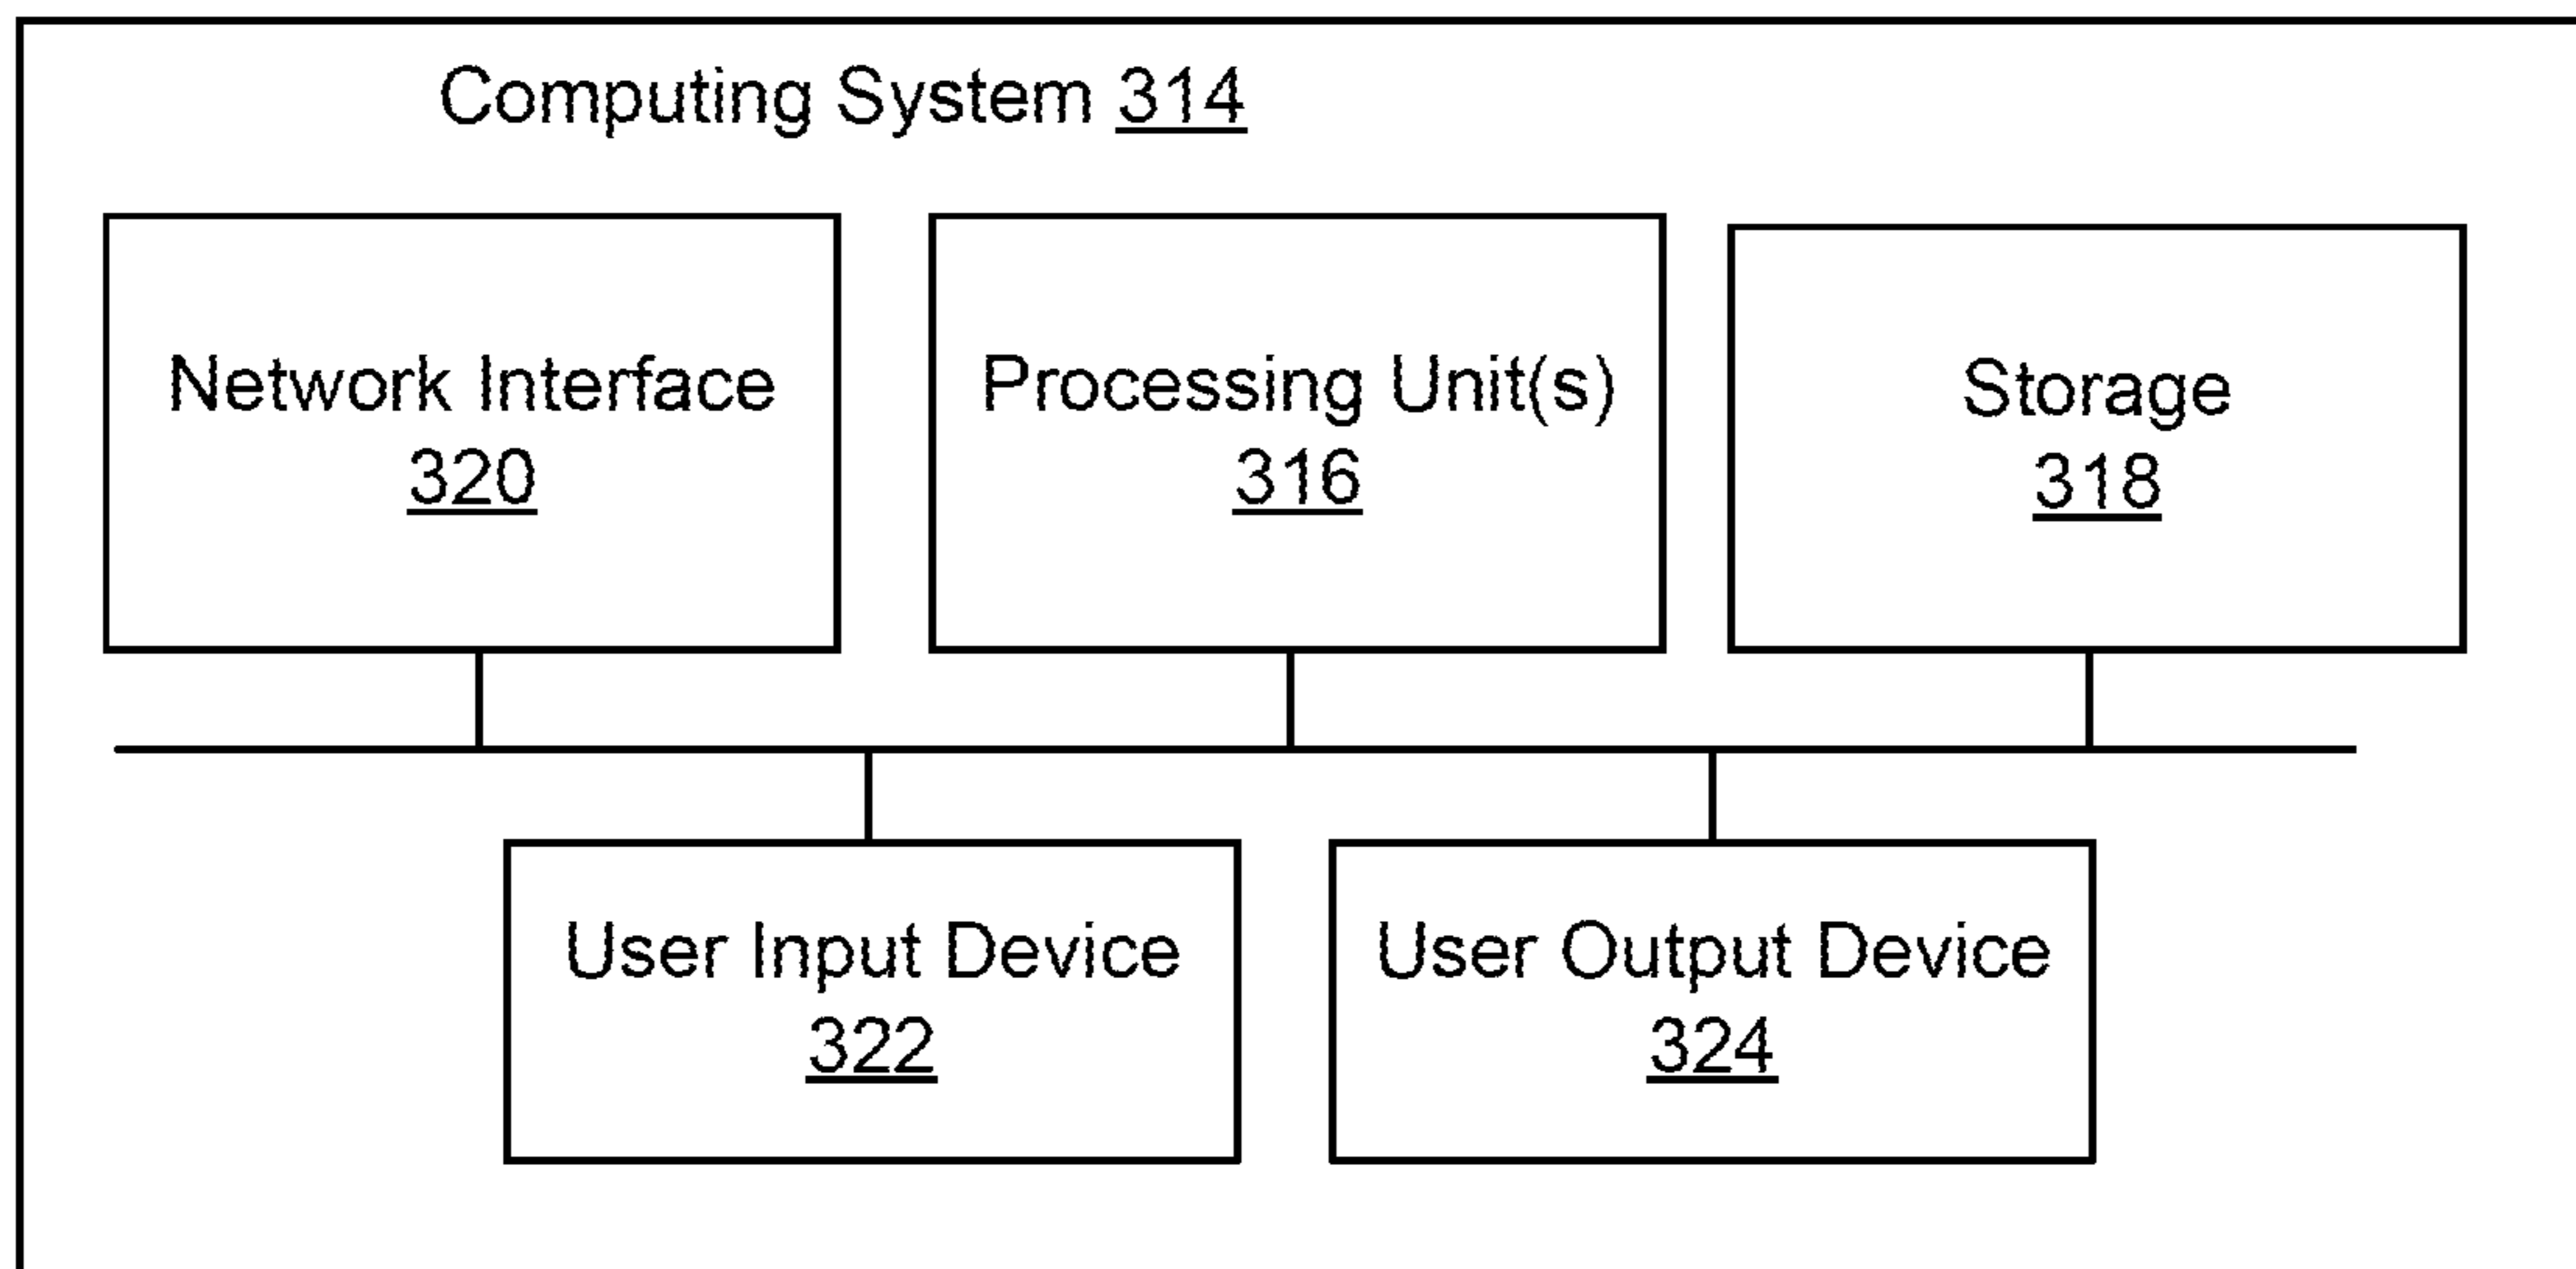 Computing System 314
Network Interface
320
Processing Unit(s)
316
Storage
318
User Input Device
322
User Output Device
324